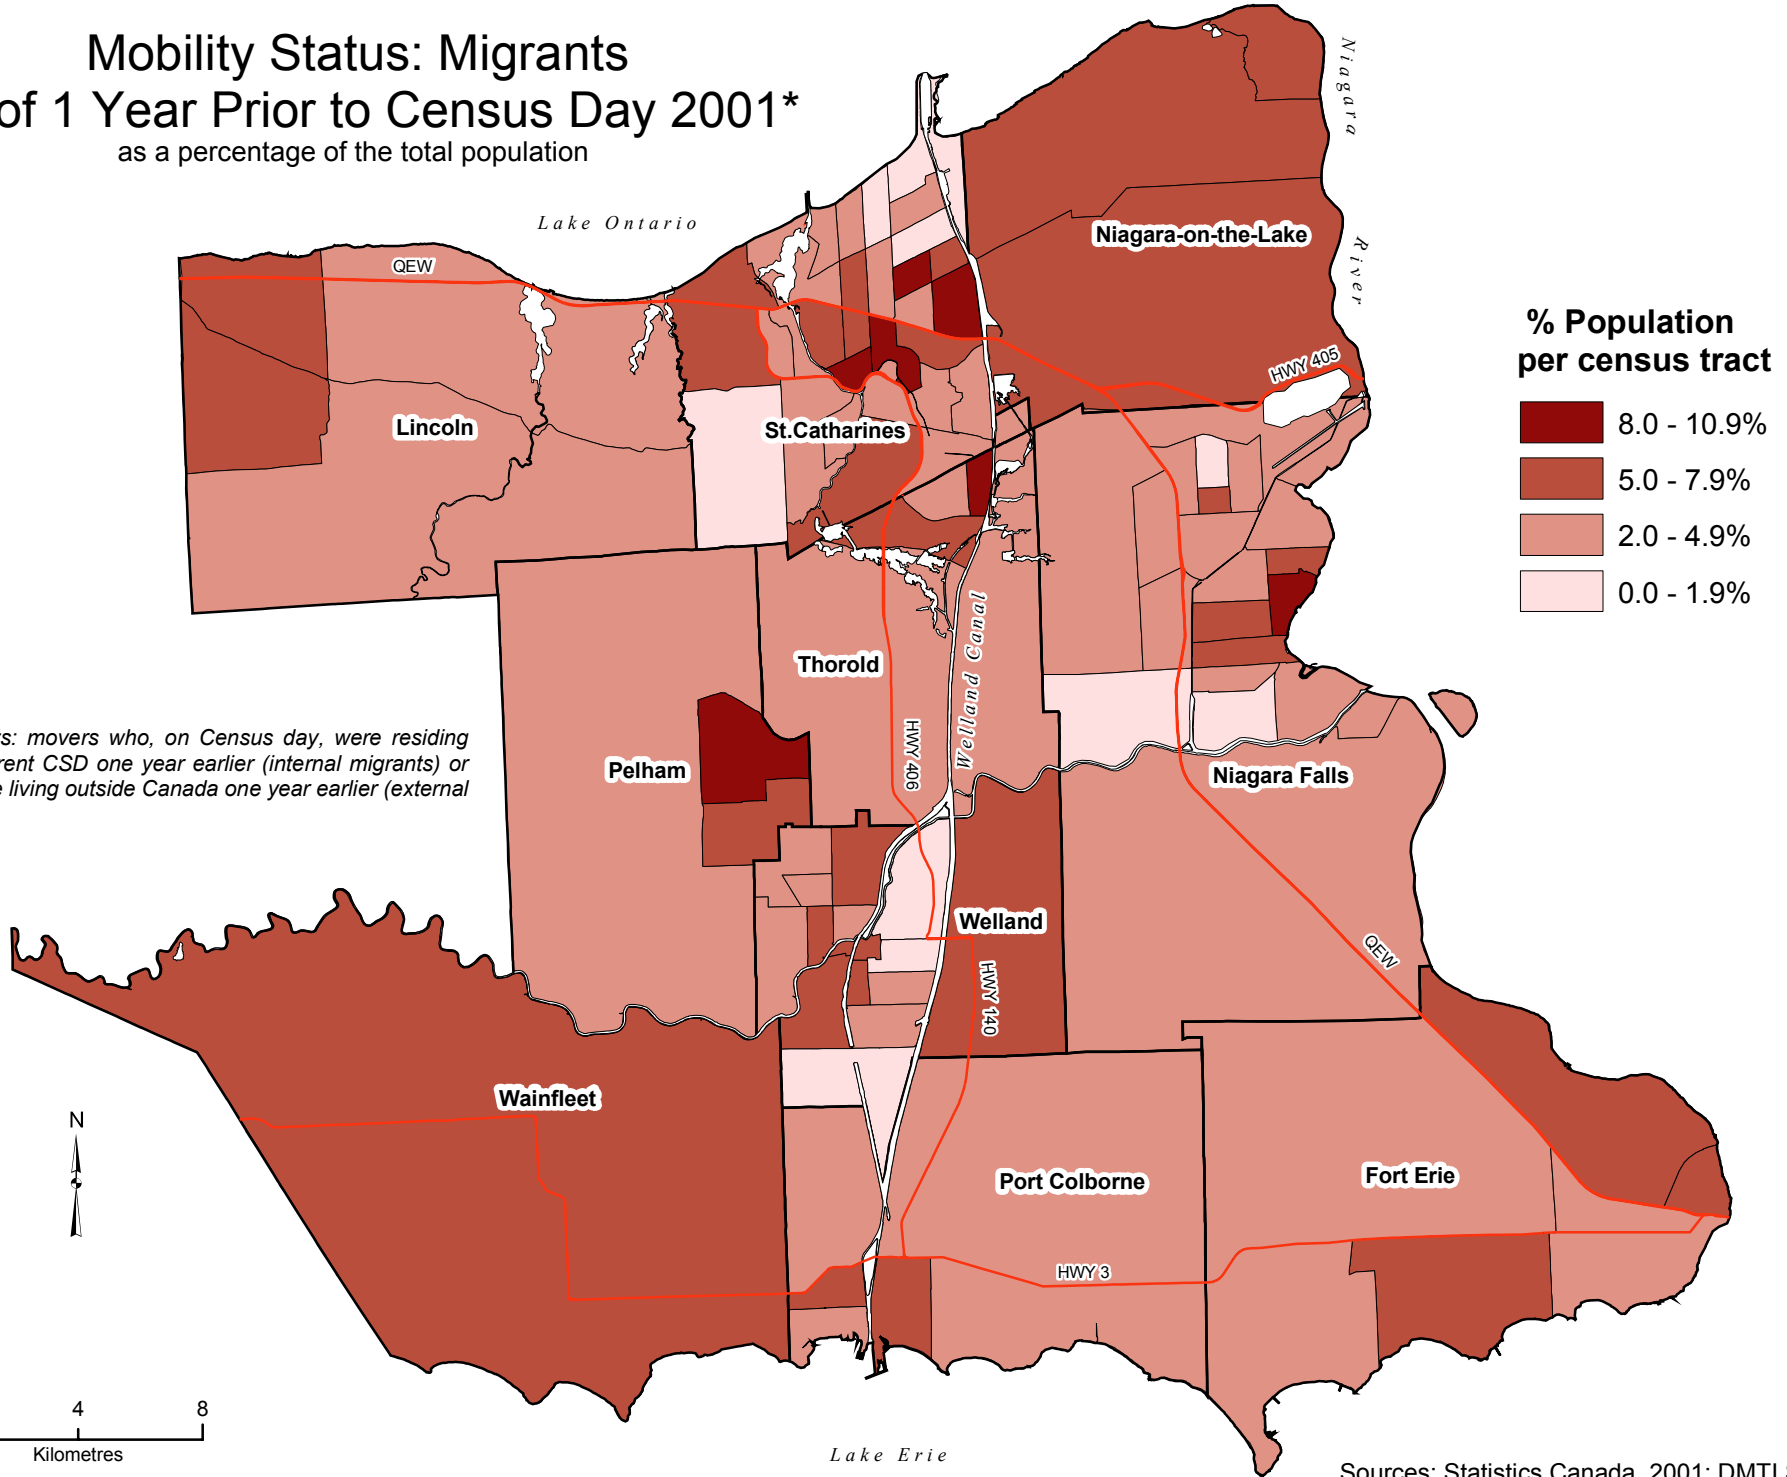 Mobility Status: Migrants
of 1 Year Prior to Census Day 2001*
as a percentage of the total population
Lake Ontario
Niagara
River
QEW
Niagara-on-the-Lake
HWY 405
% Population
per census tract
8.0 - 10.9%
5.0 - 7.9%
2.0 - 4.9%
0.0 - 1.9%
Lincoln
St.Catharines
Thorold
Welland Canal
HWY 406
movers who, on Census day, were residing
CSD one year earlier (internal migrants) or
living outside Canada one year earlier (external
Pelham
Niagara Falls
Welland
QEW
HWY 140
Wainfleet
N
Port Colborne
Fort Erie
HWY 3
4 8
Kilometres
Lake Erie
Sources: Statistics Canada, 2001; DMTI